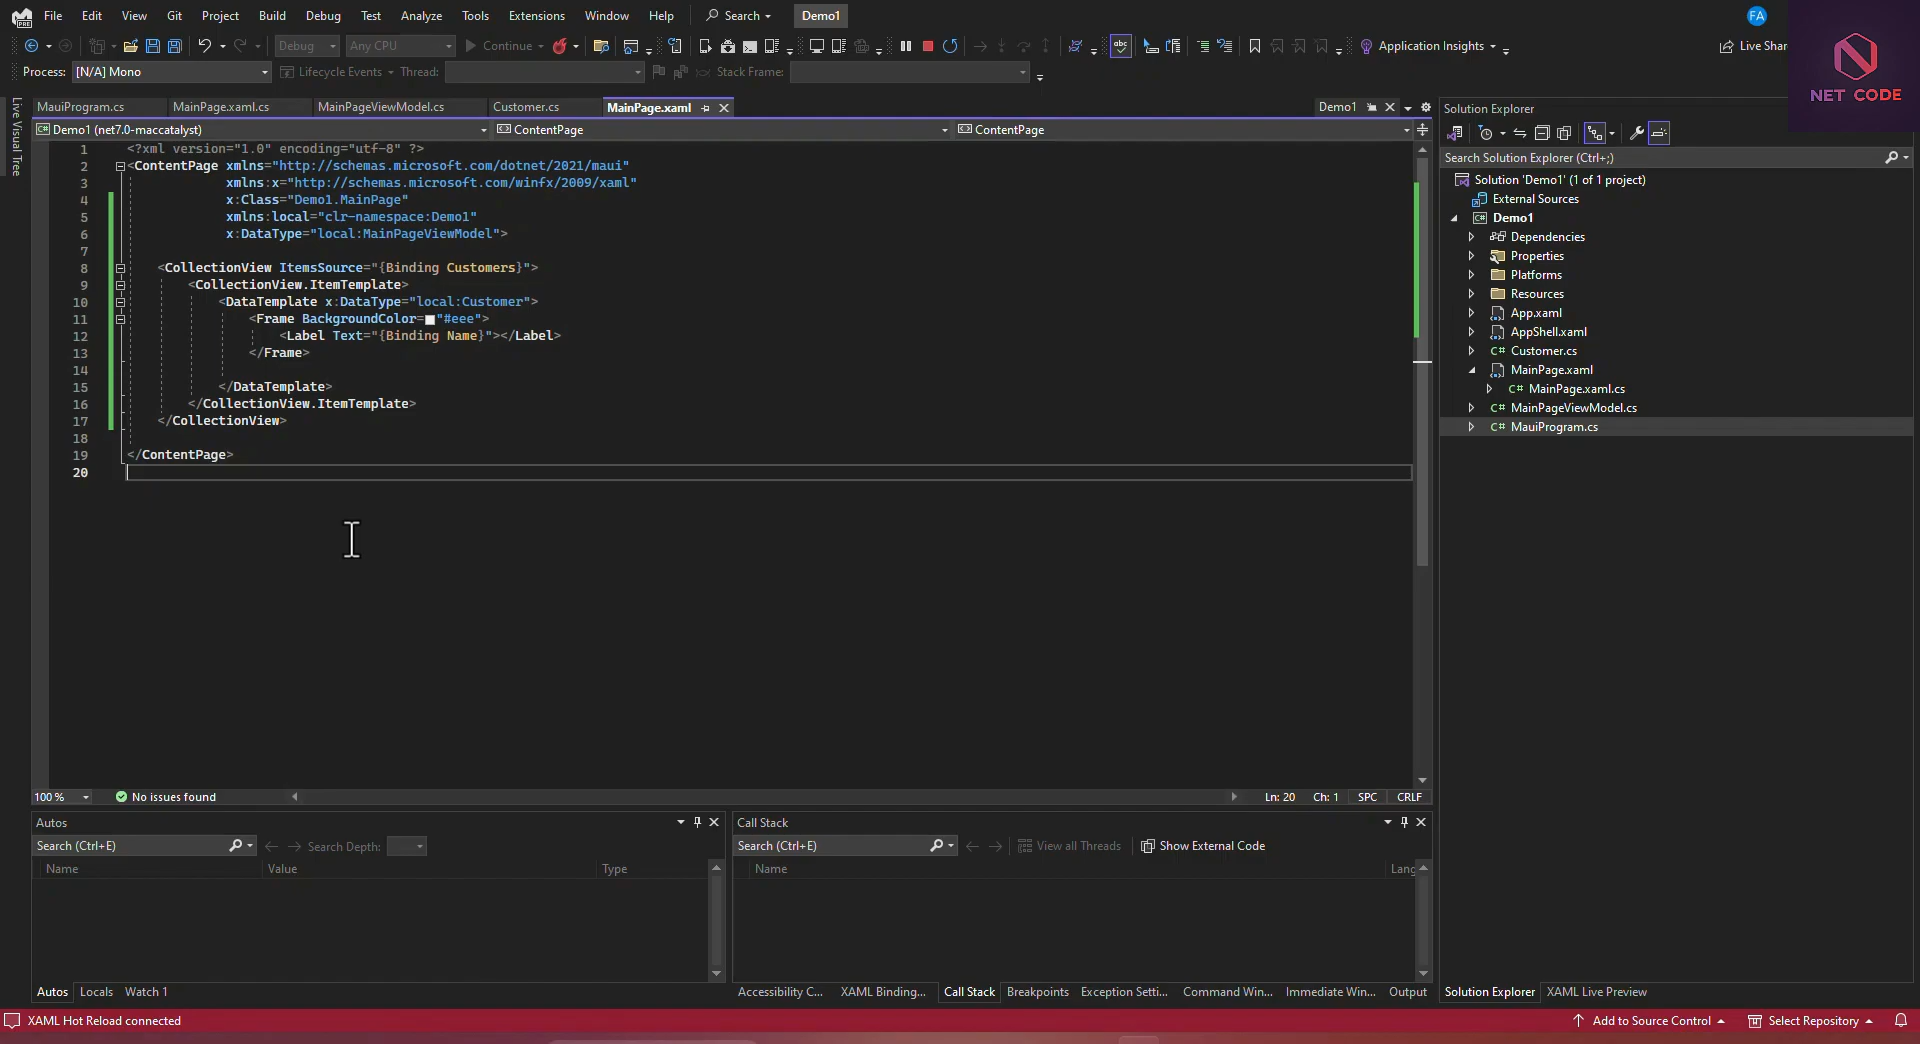 File Edit View Git Project Build Debug Test Analyze Tools Extensions Window Help Search Demo1 FA
Debug Any CPU Continue Application Insights Live Shar
Process: [N/A] Mono Lifecycle Events Thread: Stack Frame:
NET CODE
Live Visual Tree
MauiProgram.cs MainPage.xaml.cs MainPageViewModel.cs Customer.cs MainPage.xaml Demo1
Demo1 (net7.0-maccatalyst) ContentPage ContentPage
1 <?xml version="1.0" encoding="utf-8" ?>
2 <ContentPage xmlns="http://schemas.microsoft.com/dotnet/2021/maui"
3 xmlns:x="http://schemas.microsoft.com/winfx/2009/xaml"
4 x:Class="Demo1.MainPage"
5 xmlns:local="clr-namespace:Demo1"
6 x:DataType="local:MainPageViewModel">
7
8 <CollectionView ItemsSource="{Binding Customers}">
9 <CollectionView.ItemTemplate>
10 <DataTemplate x:DataType="local:Customer">
11 <Frame BackgroundColor="#eee">
12 <Label Text="{Binding Name}"></Label>
13 </Frame>
14
15 </DataTemplate>
16 </CollectionView.ItemTemplate>
17 </CollectionView>
18
19 </ContentPage>
20
100 % No issues found Ln: 20 Ch: 1 SPC CRLF
Autos
Search (Ctrl+E) Search Depth:
Name Value Type
Autos Locals Watch 1
Call Stack
Search (Ctrl+E) View all Threads Show External Code
Name Lang
Accessibility C... XAML Binding... Call Stack Breakpoints Exception Setti... Command Win... Immediate Win... Output
Solution Explorer
Search Solution Explorer (Ctrl+;)
Solution 'Demo1' (1 of 1 project)
External Sources
Demo1
Dependencies
Properties
Platforms
Resources
App.xaml
AppShell.xaml
C# Customer.cs
MainPage.xaml
C# MainPage.xaml.cs
C# MainPageViewModel.cs
C# MauiProgram.cs
Solution Explorer XAML Live Preview
XAML Hot Reload connected Add to Source Control Select Repository